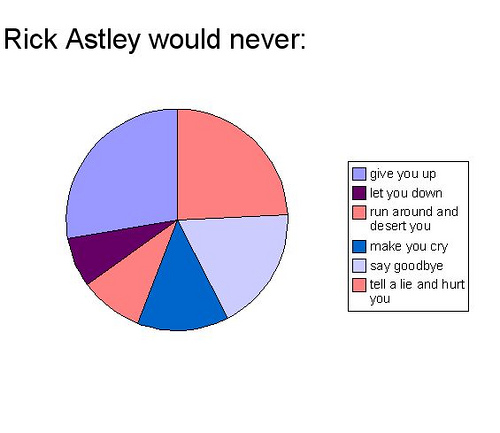 Rick Astley would never:
give you up
let you down
run around and
desert you
make you cry
say goodbye
tell a lie and hurt
you